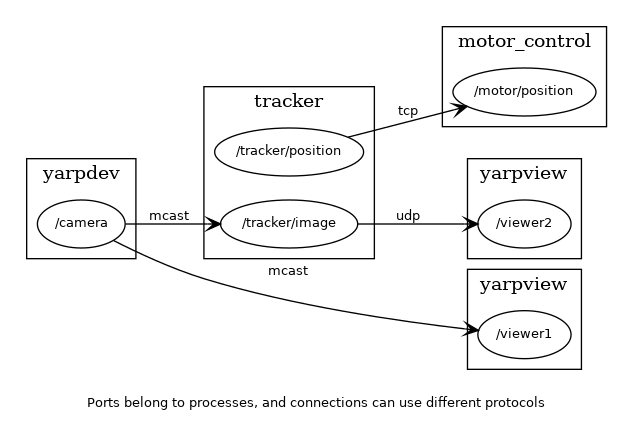 motor_control
/motor/position
tcp
tracker
/tracker/position
/tracker/image
yarpdev
/camera
mcast
udp
yarpview
/viewer2
mcast
yarpview
/viewer1
Ports belong to processes, and connections can use different protocols